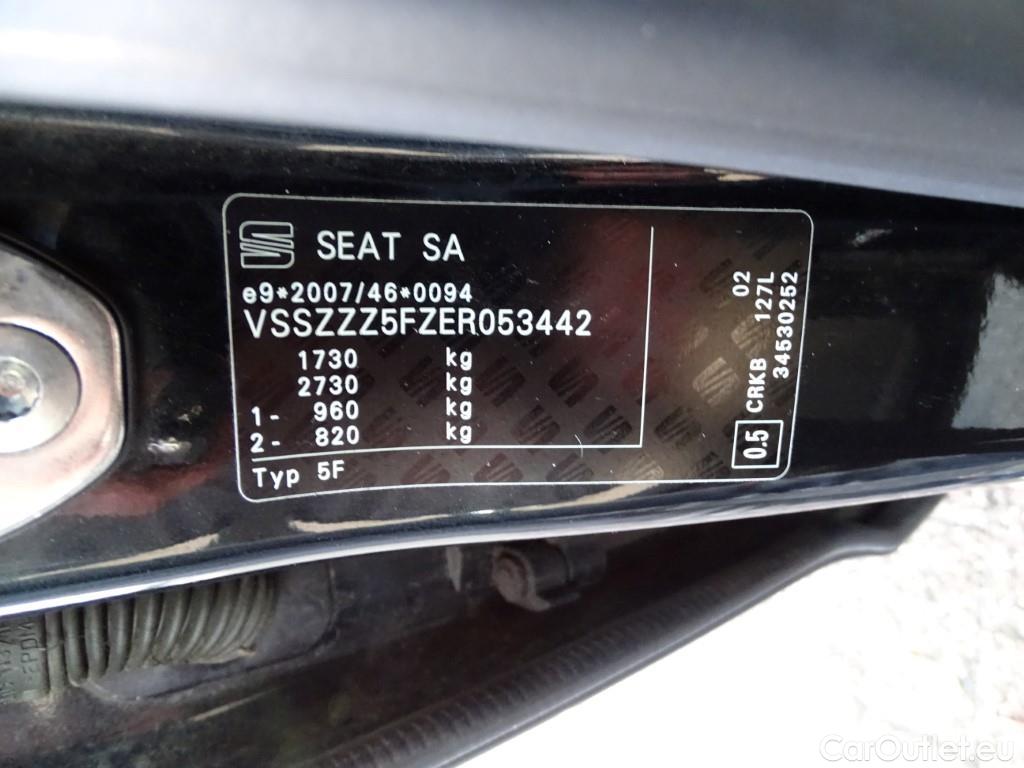 SEAT SA
e9*2007/46*0094
VSSZZZ5FZER053442
1730 kg
2730 kg
1- 960 kg
2- 820 kg
Typ 5F
02
CRKB 127L
0.5 34530252
EPDM
CarOutlet.eu